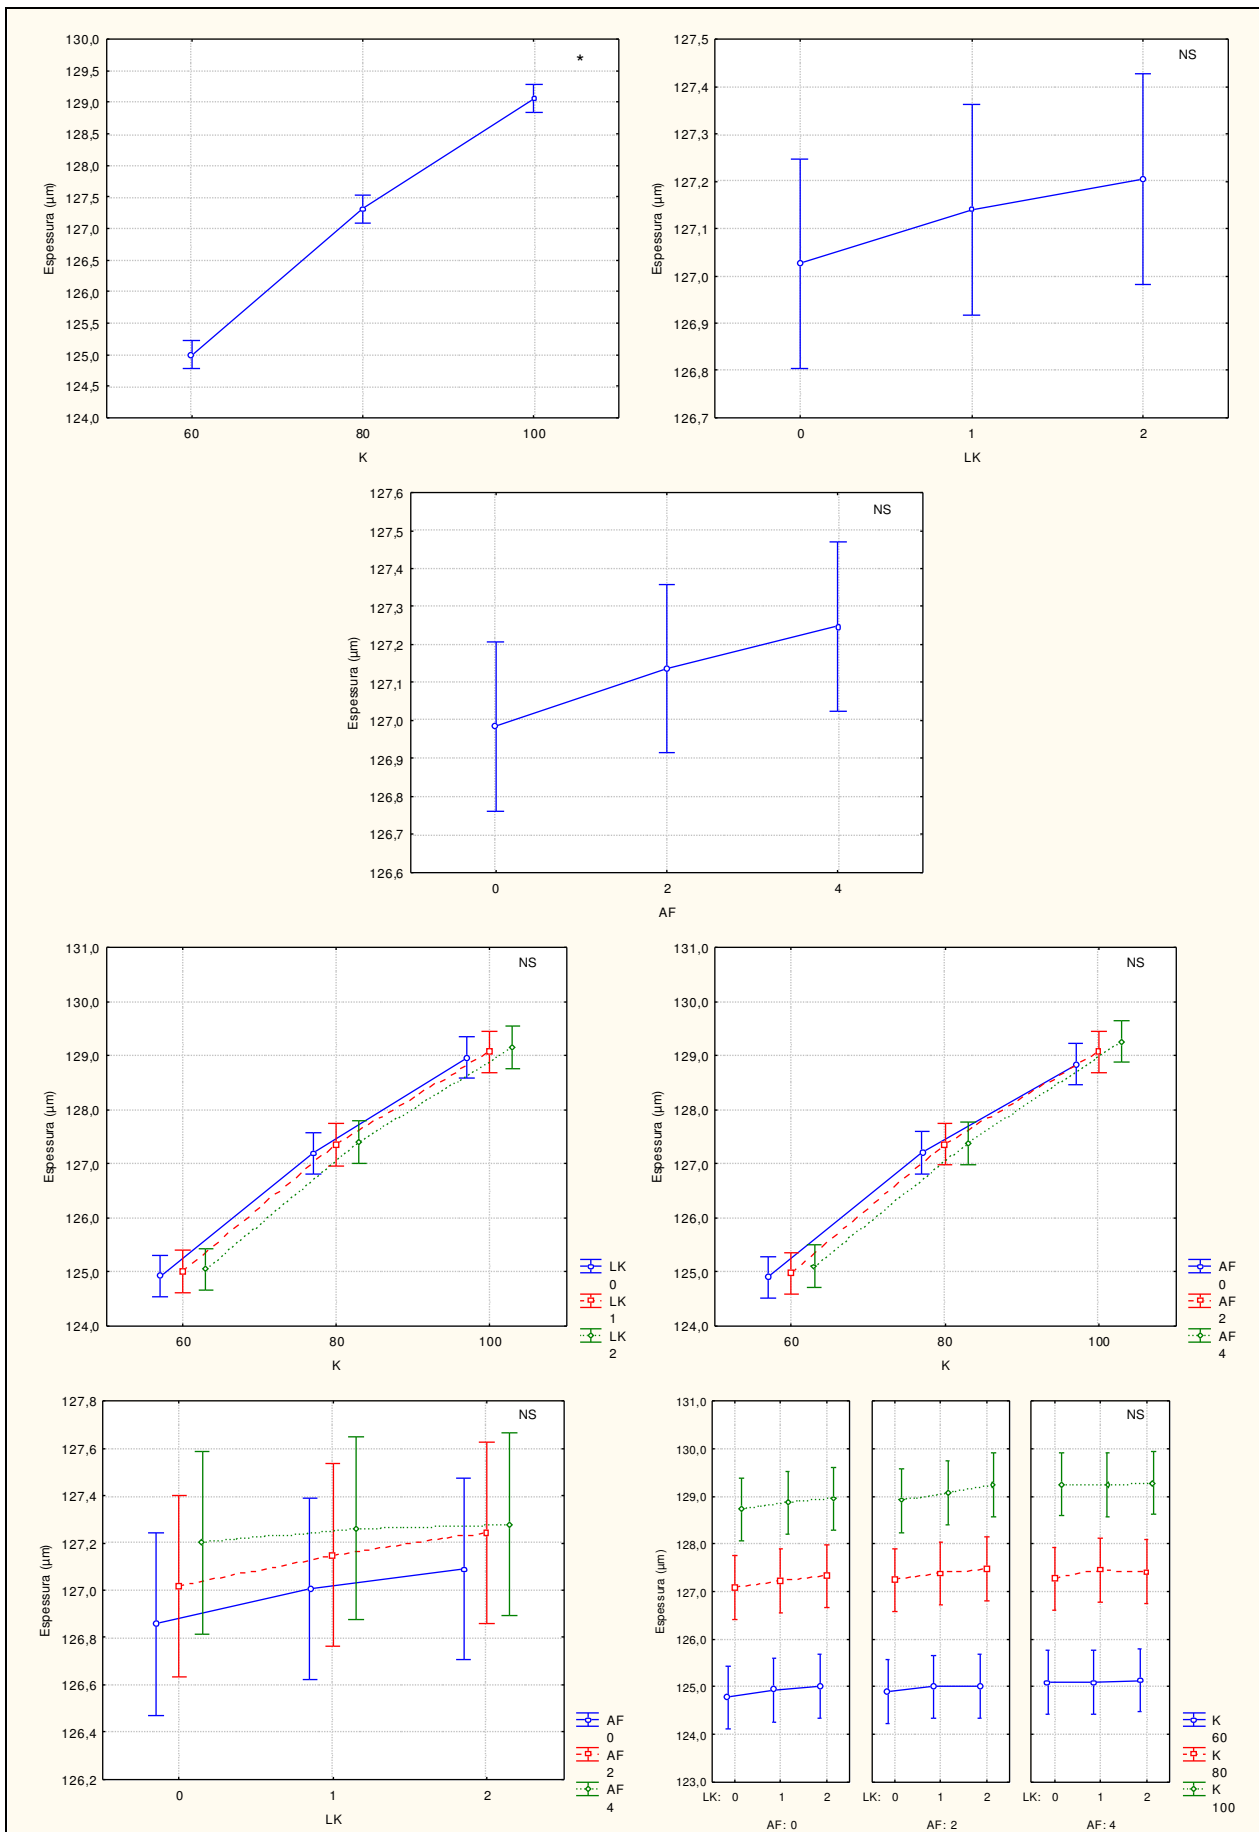 130,0
129,5
129,0
128,5
128,0
127,5
127,0
126,5
126,0
125,5
125,0
124,5
124,0
Espessura (µm)
*
60 80 100
K
127,5
127,4
127,3
127,2
127,1
127,0
126,9
126,8
126,7
Espessura (µm)
NS
0 1 2
LK
127,6
127,5
127,4
127,3
127,2
127,1
127,0
126,9
126,8
126,7
126,6
Espessura (µm)
NS
0 2 4
AF
131,0
130,0
129,0
128,0
127,0
126,0
125,0
124,0
Espessura (µm)
NS
60 80 100
K
LK
0
LK
1
LK
2
131,0
130,0
129,0
128,0
127,0
126,0
125,0
124,0
Espessura (µm)
NS
60 80 100
K
AF
0
AF
2
AF
4
127,8
127,6
127,4
127,2
127,0
126,8
126,6
126,4
126,2
Espessura (µm)
NS
0 1 2
LK
AF
0
AF
2
AF
4
131,0
130,0
129,0
128,0
127,0
126,0
125,0
124,0
123,0
Espessura (µm)
NS
LK: 0 1 2
AF: 0
LK: 0 1 2
AF: 2
LK: 0 1 2
AF: 4
K
60
K
80
K
100